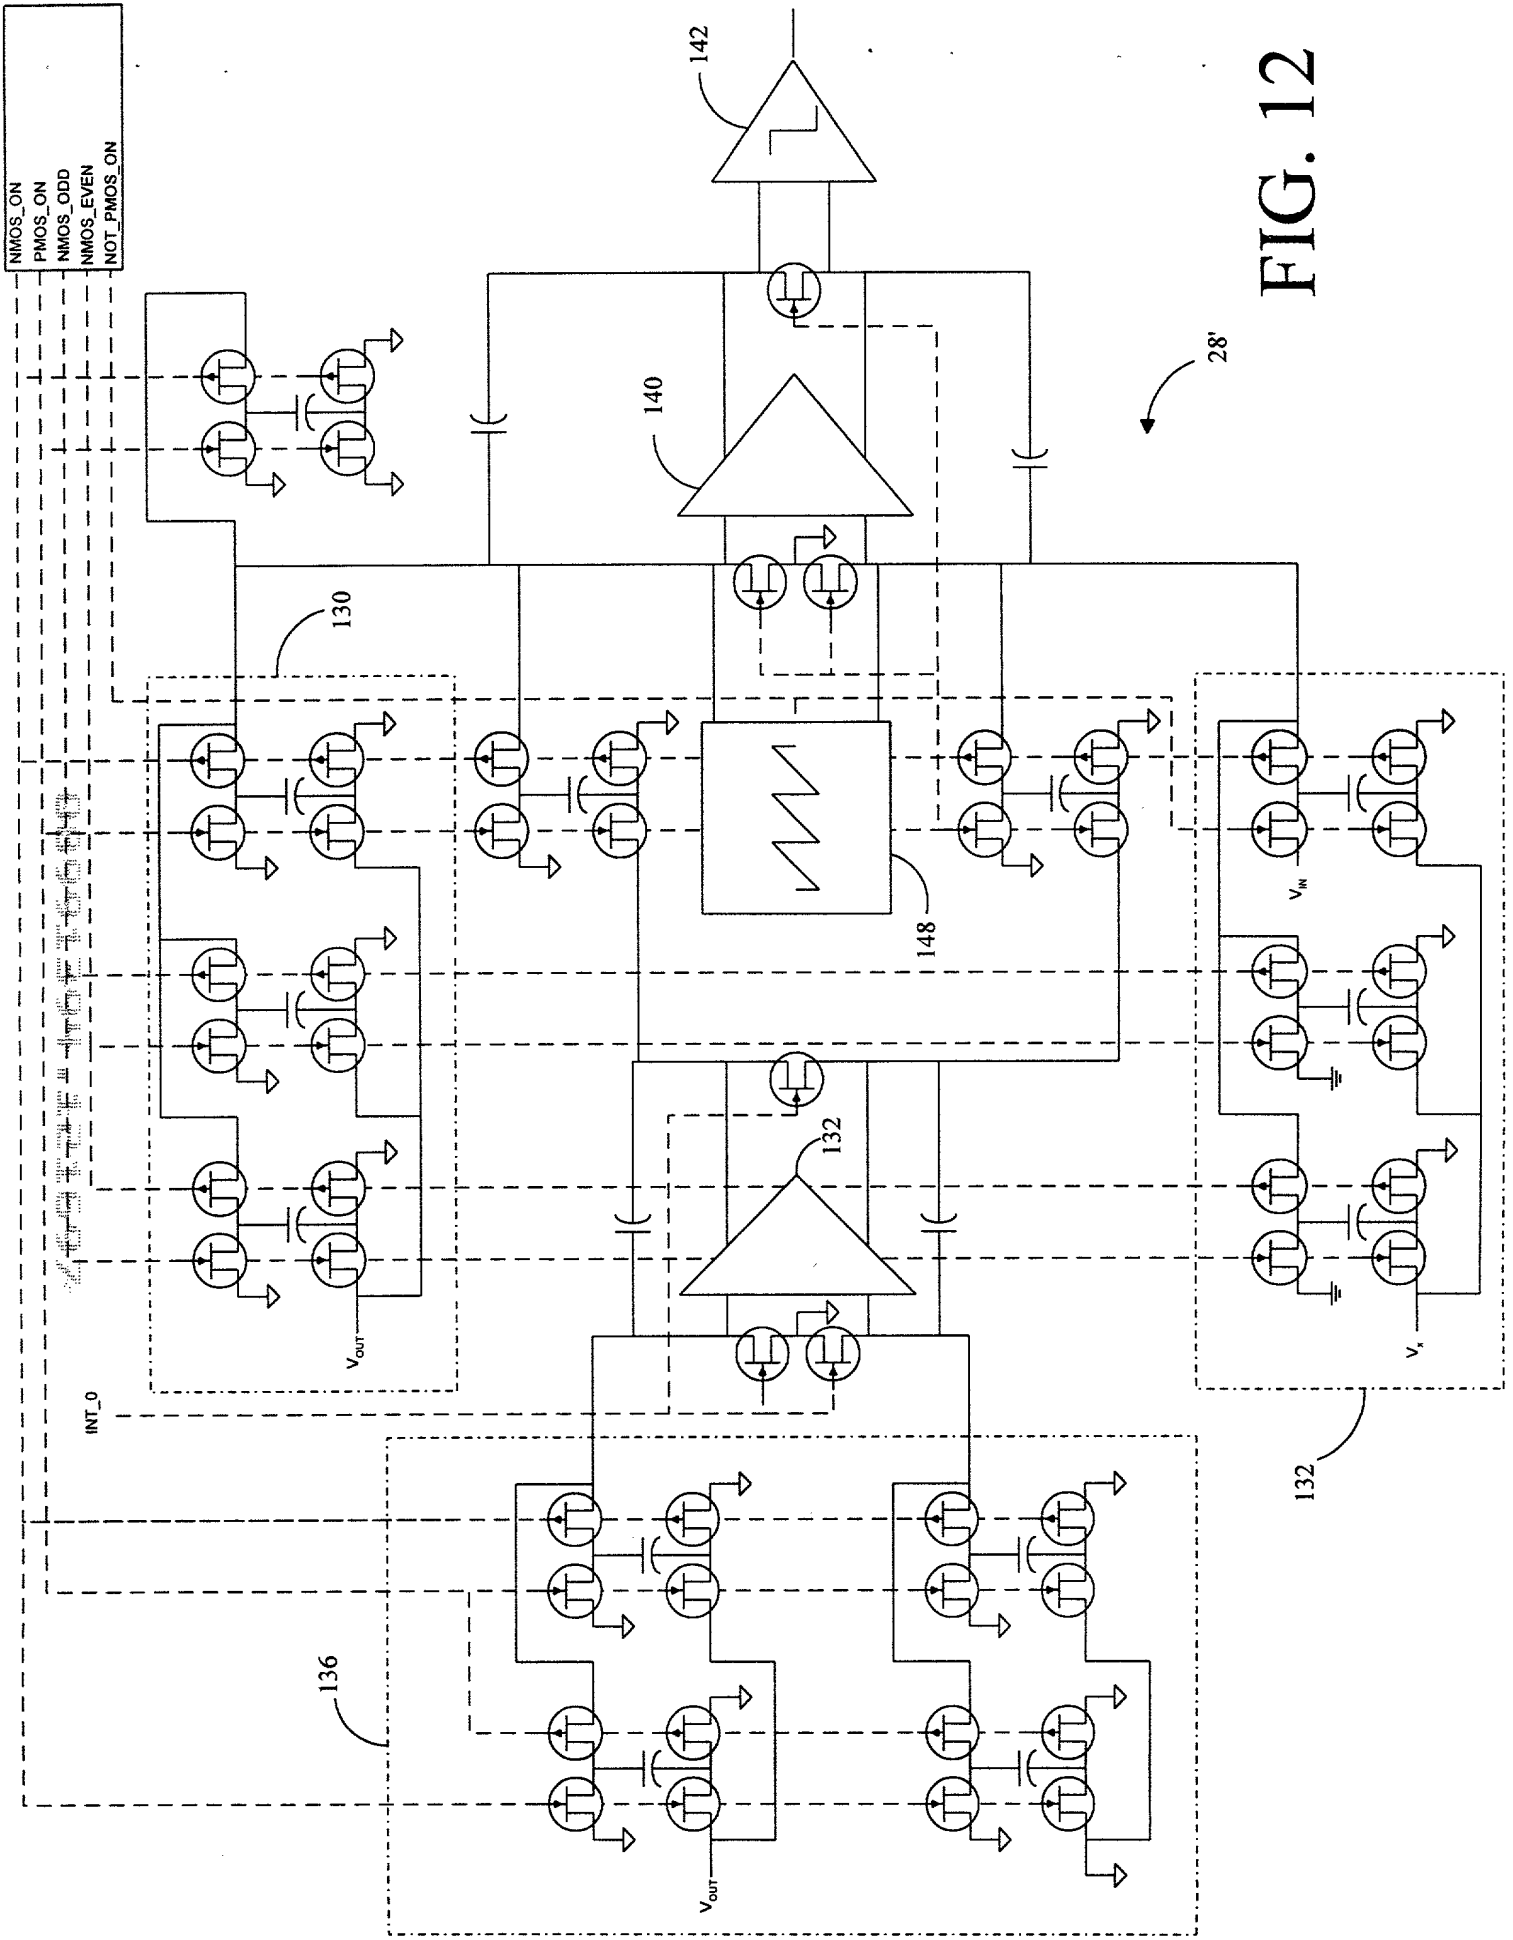 NMOS_ON
PMOS_ON
NMOS_ODD
NMOS_EVEN
NOT_PMOS_ON
142
140
130
28'
FIG. 12
148
132
V_IN
V_OUT
INT_0
V_x
132
136
V_OUT